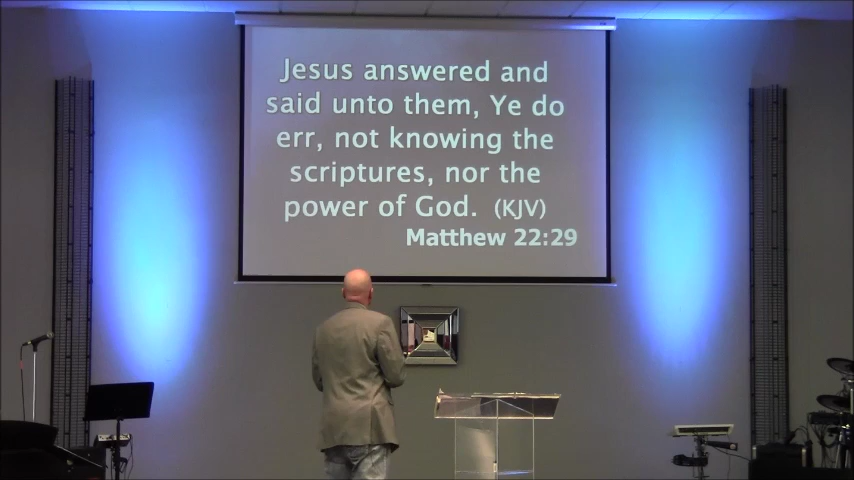 Jesus answered and
said unto them, Ye do
err, not knowing the
scriptures, nor the
power of God. (KJV)
Matthew 22:29